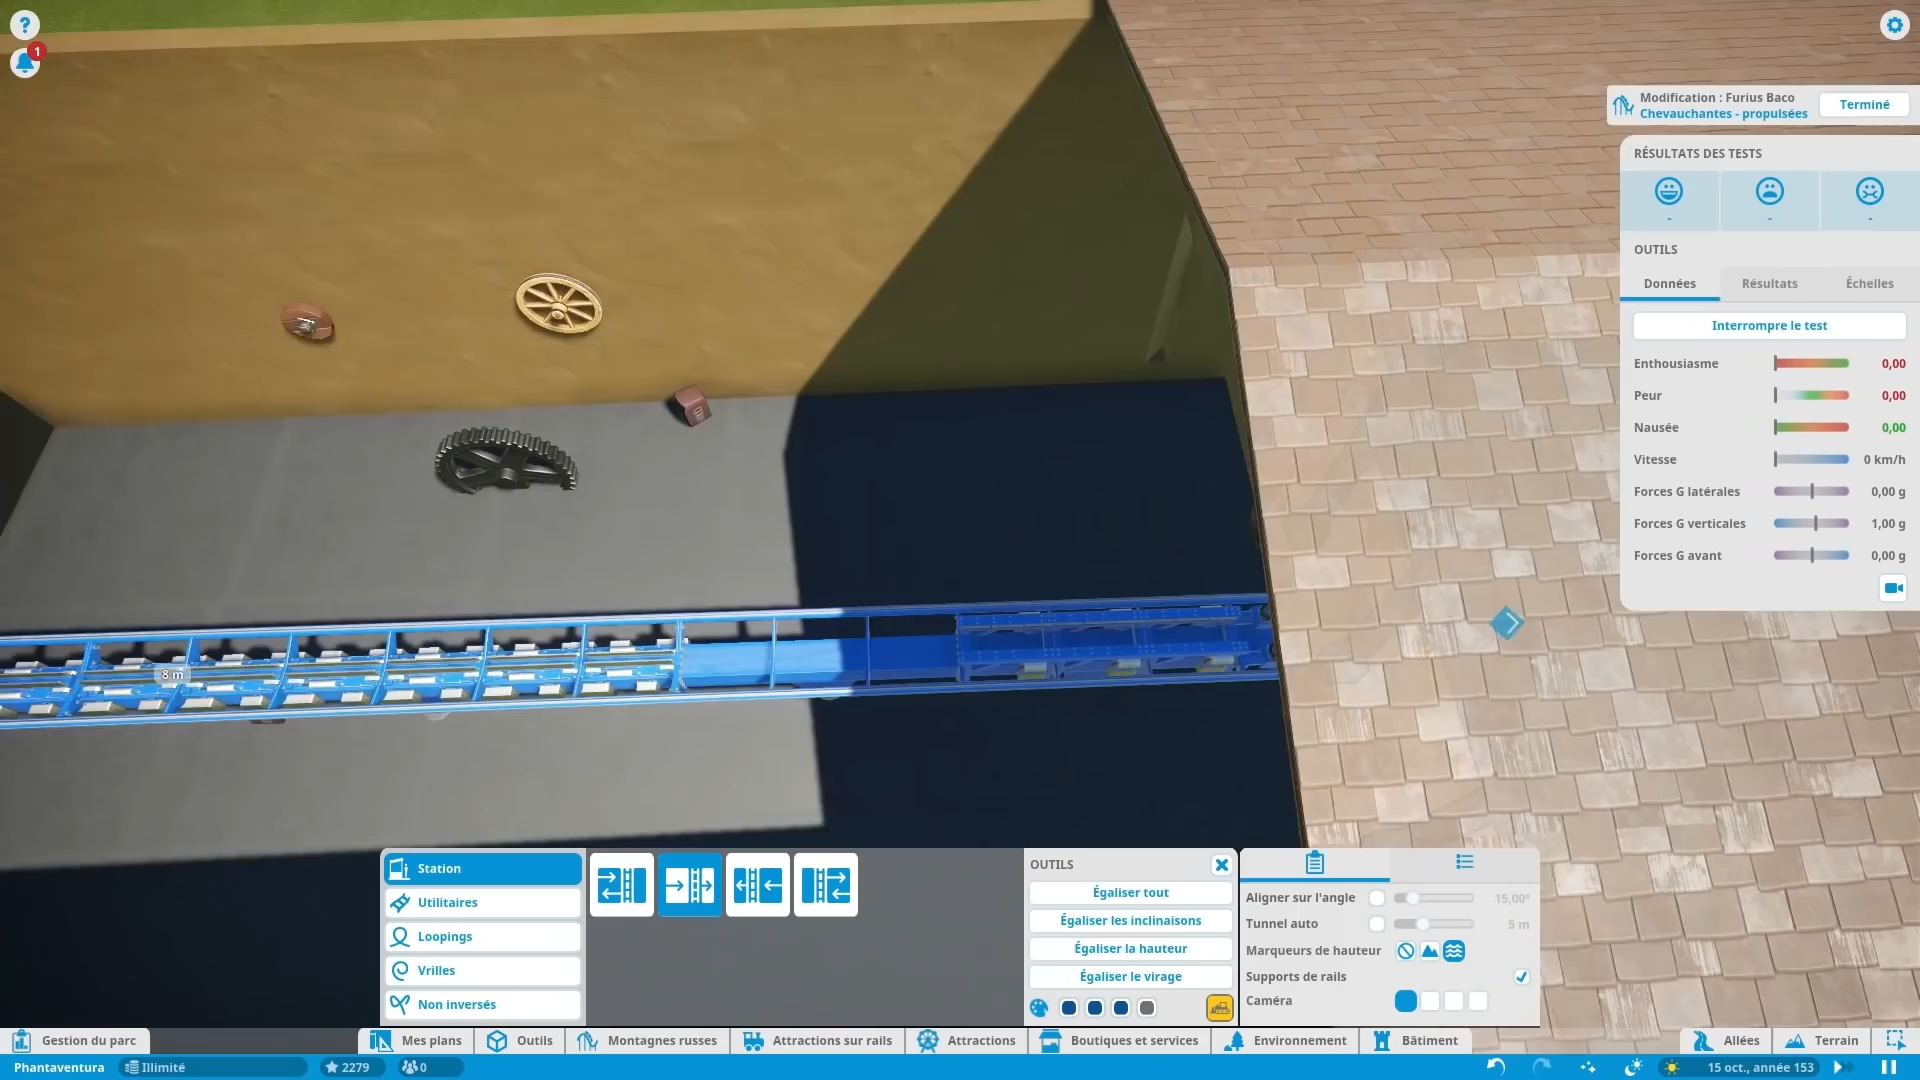 ?
1
Modification : Furius Baco
Chevauchantes - propulsées
Terminé
RÉSULTATS DES TESTS
-
-
-
OUTILS
Données
Résultats
Échelles
Interrompre le test
Enthousiasme
0,00
Peur
0,00
Nausée
0,00
Vitesse
0 km/h
Forces G latérales
0,00 g
Forces G verticales
1,00 g
Forces G avant
0,00 g
8 m
Station
Utilitaires
Loopings
Vrilles
Non inversés
OUTILS
Égaliser tout
Égaliser les inclinaisons
Égaliser la hauteur
Égaliser le virage
Aligner sur l'angle
15,00°
Tunnel auto
5 m
Marqueurs de hauteur
Supports de rails
Caméra
Gestion du parc
Mes plans
Outils
Montagnes russes
Attractions sur rails
Attractions
Boutiques et services
Environnement
Bâtiment
Allées
Terrain
Phantaventura
Illimité
2279
0
15 oct., année 153